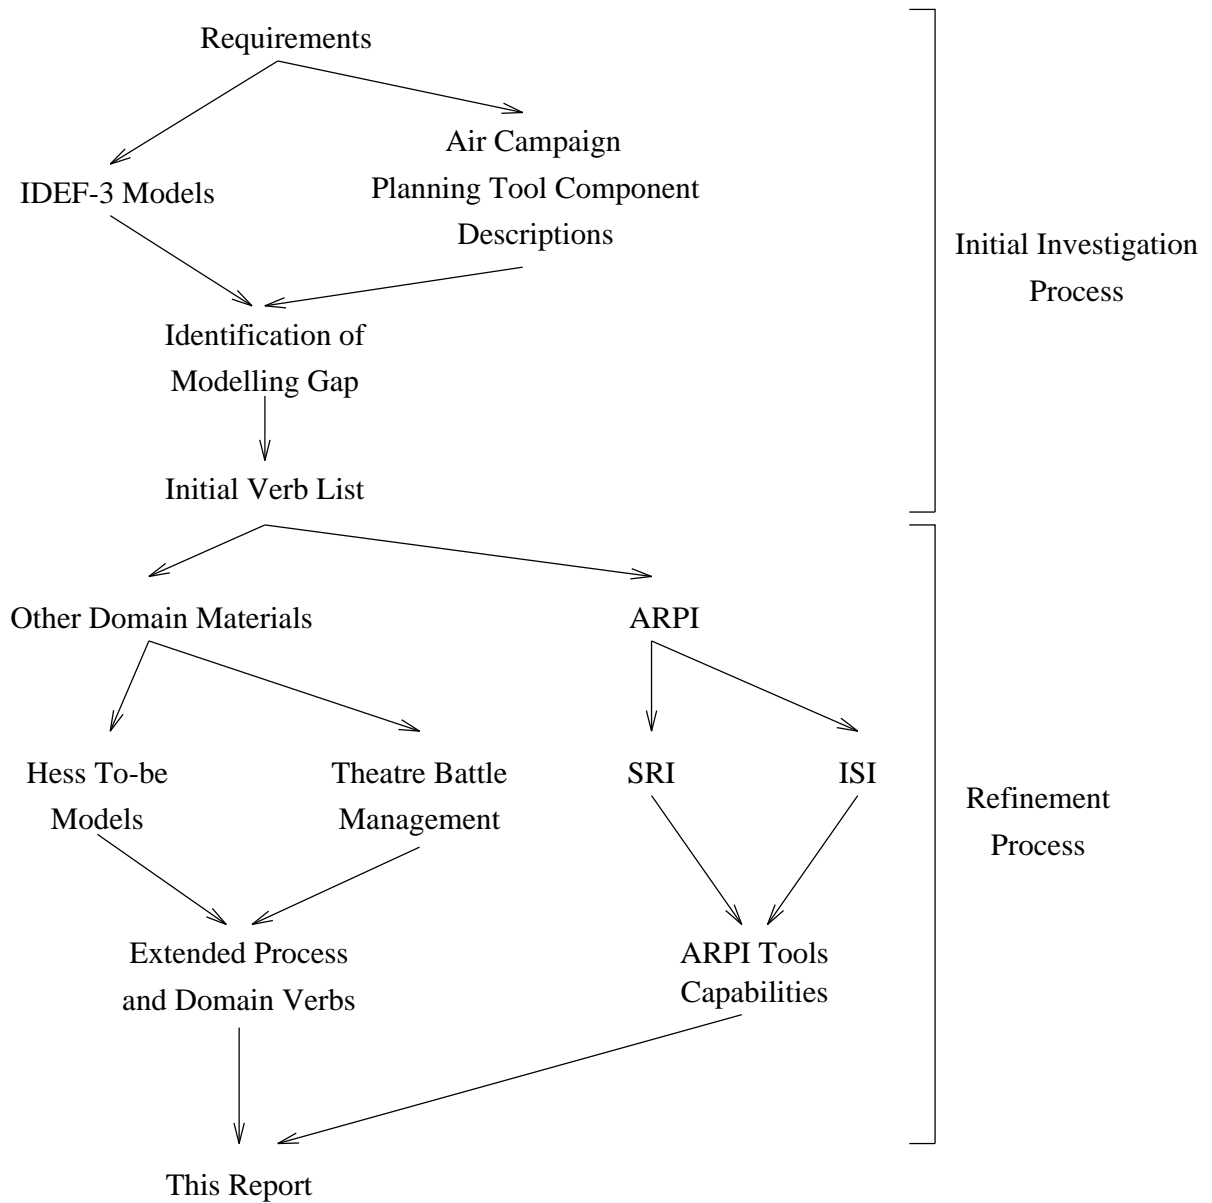 Requirements
Air Campaign
Planning Tool Component
Descriptions
IDEF-3 Models
Initial Investigation
Process
Identification of
Modelling Gap
Initial Verb List
Other Domain Materials
ARPI
Hess To-be
Models
Theatre Battle
Management
SRI
ISI
Refinement
Process
Extended Process
and Domain Verbs
ARPI Tools
Capabilities
This Report